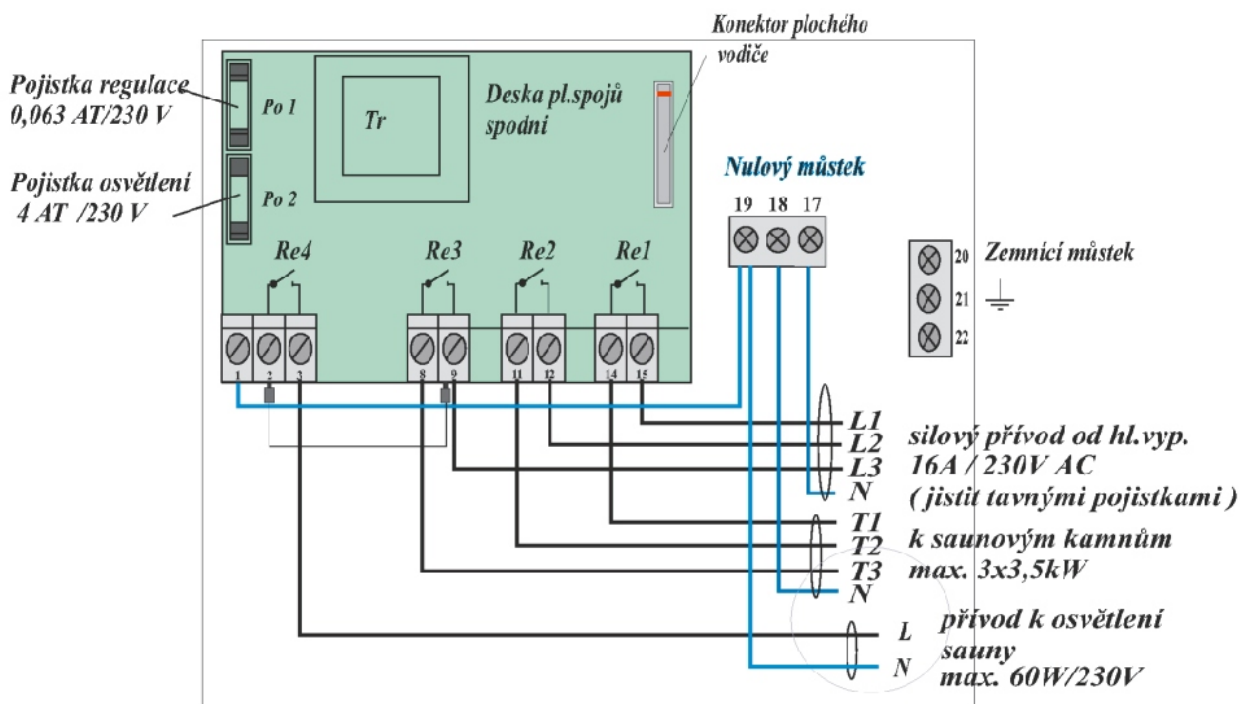 Konektor plochého
vodiče
Pojistka regulace
0,063 AT/230 V
Po 1
Tr
Deska pl.spojů
spodní
Pojistka osvětlení
4 AT /230 V
Po 2
Nulový můstek
19 18 17
Re4
Re3
Re2
Re1
20
Zemnící můstek
21
22
1 2 3 8 9 11 12 14 15
L1
L2
L3
N
silový přívod od hl.vyp.
16A / 230V AC
( jistit tavnými pojistkami )
T1
T2
T3
N
k saunovým kamnům
max. 3x3,5kW
L
N
přívod k osvětlení
sauny
max. 60W/230V